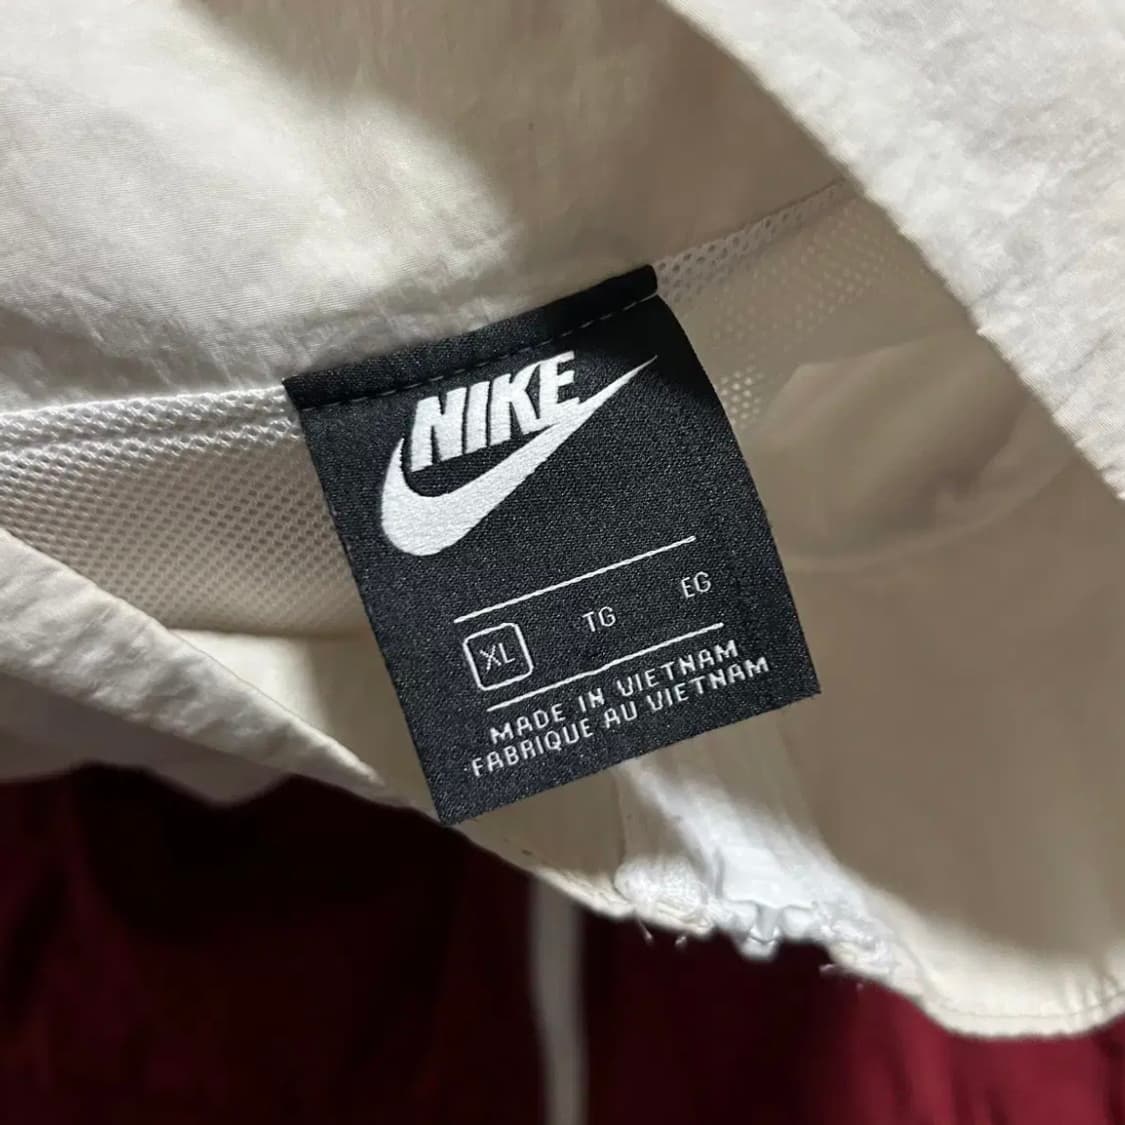 NIKE
XL TG EG
MADE IN VIETNAM
FABRIQUE AU VIETNAM